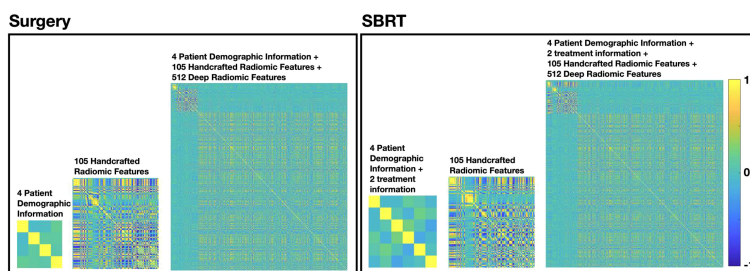 Surgery
4 Patient Demographic Information +
105 Handcrafted Radiomic Features +
512 Deep Radiomic Features
105 Handcrafted
Radiomic Features
4 Patient
Demographic
Information
SBRT
4 Patient Demographic Information +
2 treatment information +
105 Handcrafted Radiomic Features +
512 Deep Radiomic Features
4 Patient
Demographic
Information +
2 treatment
information
105 Handcrafted
Radiomic Features
1
0